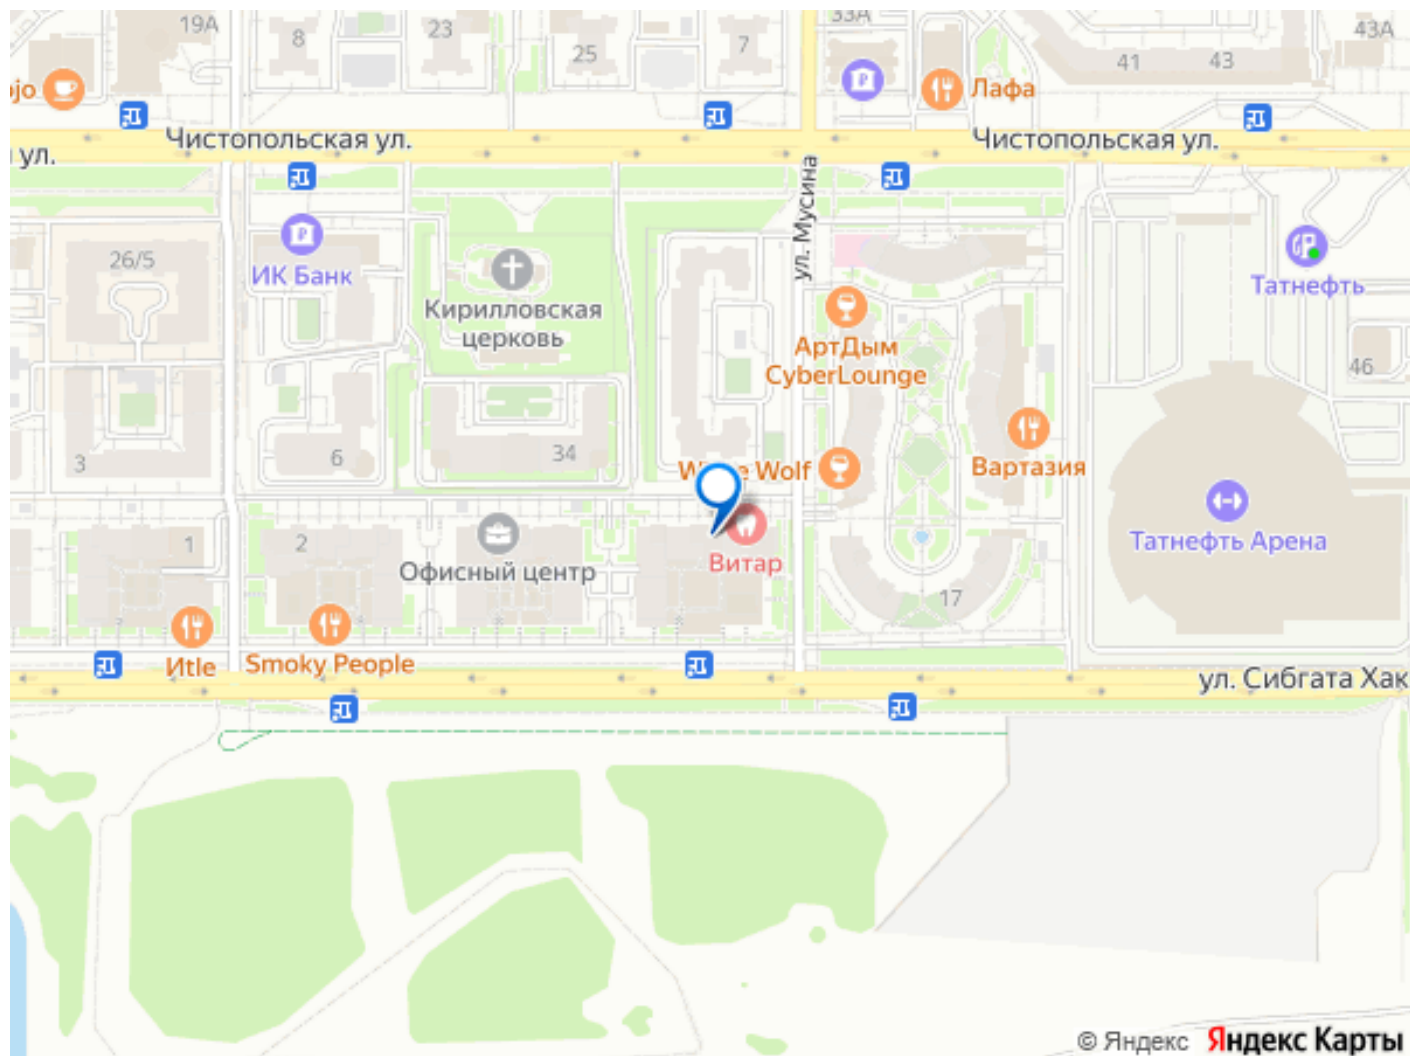 19А
8
23
25
7
33А
41
43
43А
jo
Лафа
Чистопольская ул.
Чистопольская ул.
ул.
ул. Мусина
26/5
ИК Банк
Кирилловская
церковь
Татнефть
АртДым
CyberLounge
46
3
6
34
Wolf
Вартазия
1
2
Офисный центр
Витар
Татнефть Арена
17
Иtle
Smoky People
ул. Сибгата Хак
© Яндекс Яндекс Карты